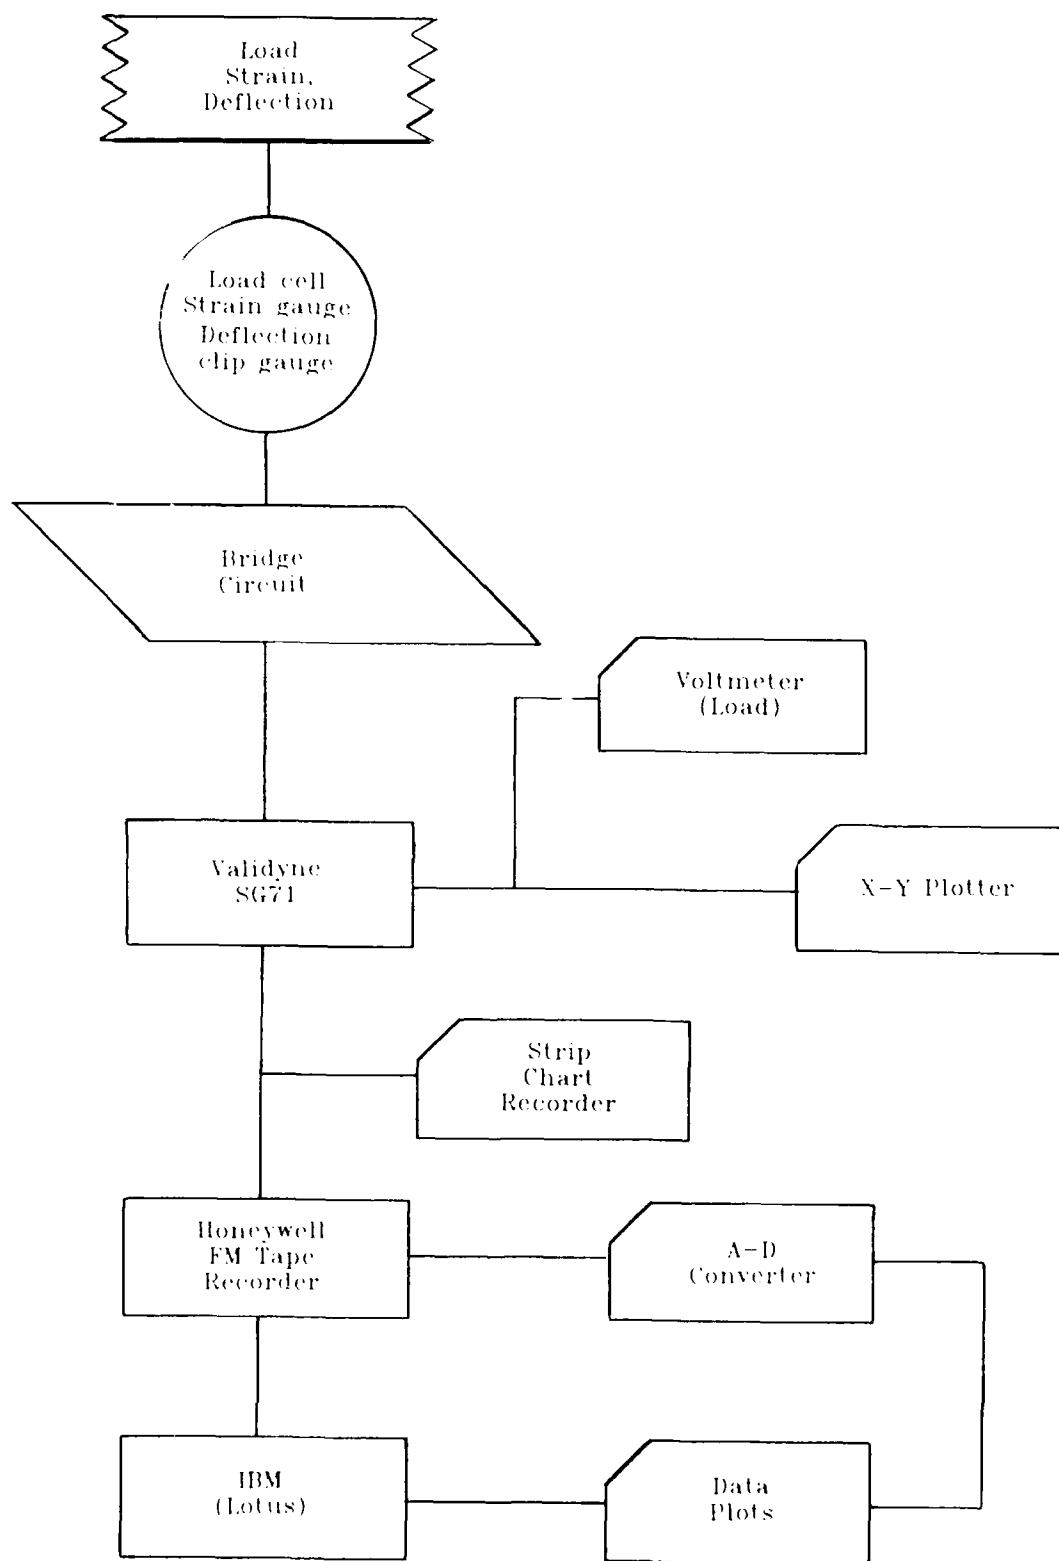 Load
Strain,
Deflection
Load cell
Strain gauge
Deflection
clip gauge
Bridge
Circuit
Voltmeter
(Load)
Validyne
SG71
X-Y Plotter
Strip
Chart
Recorder
Honeywell
FM Tape
Recorder
A-D
Converter
IBM
(Lotus)
Data
Plots